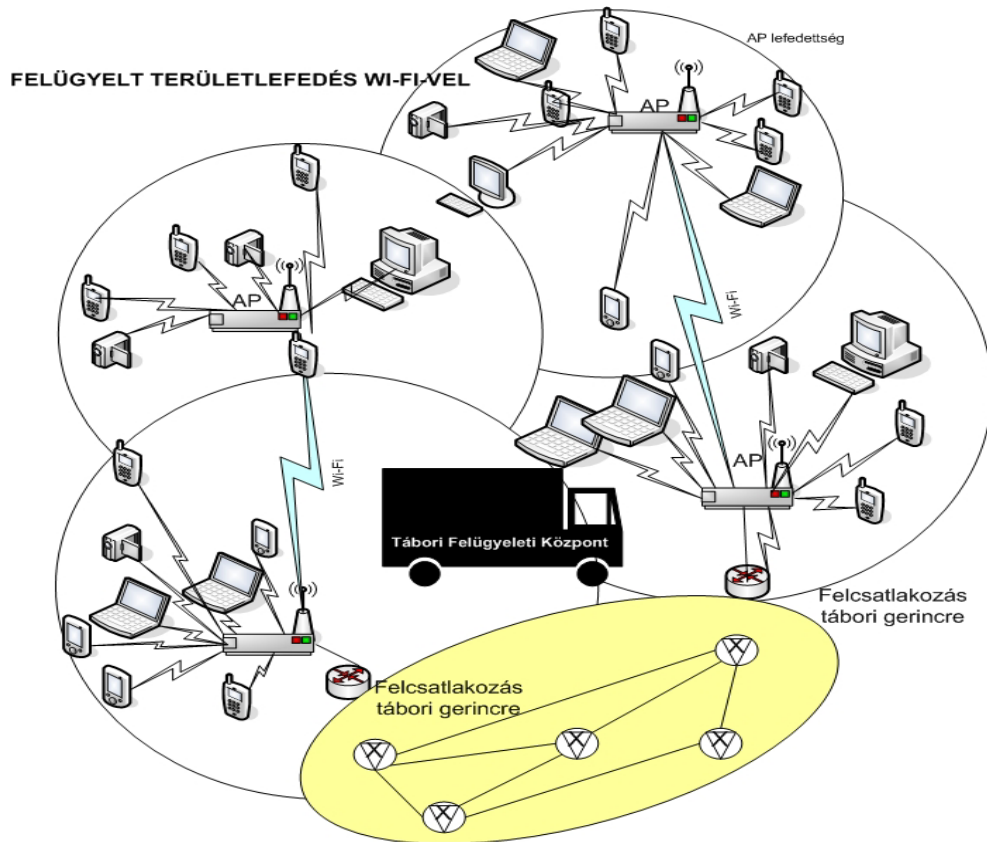 AP lefedettség
FELÜGYELT TERÜLETLEFEDÉS WI-FI-VEL
AP
AP
Wi-Fi
AP
Wi-Fi
Tábori Felügyeleti Központ
Felcsatlakozás
tábori gerincre
Felcsatlakozás
tábori gerincre